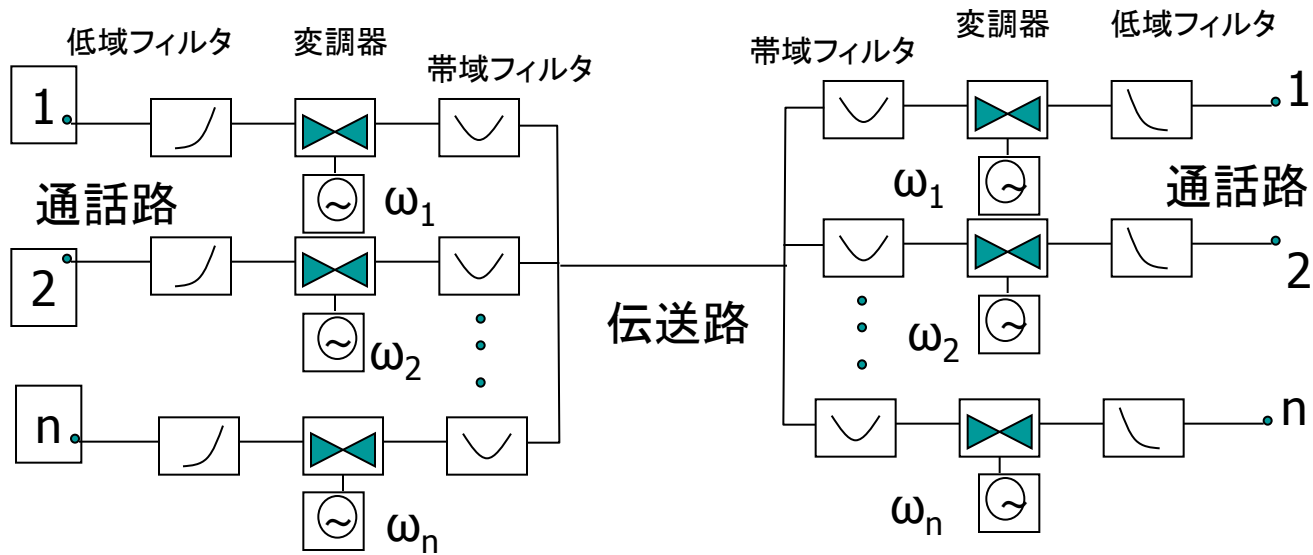 低域フィルタ
変調器
帯域フィルタ
1
通話路
ω1
2
ω2
n
ωn
伝送路
帯域フィルタ
変調器
低域フィルタ
1
ω1
通話路
2
ω2
n
ωn